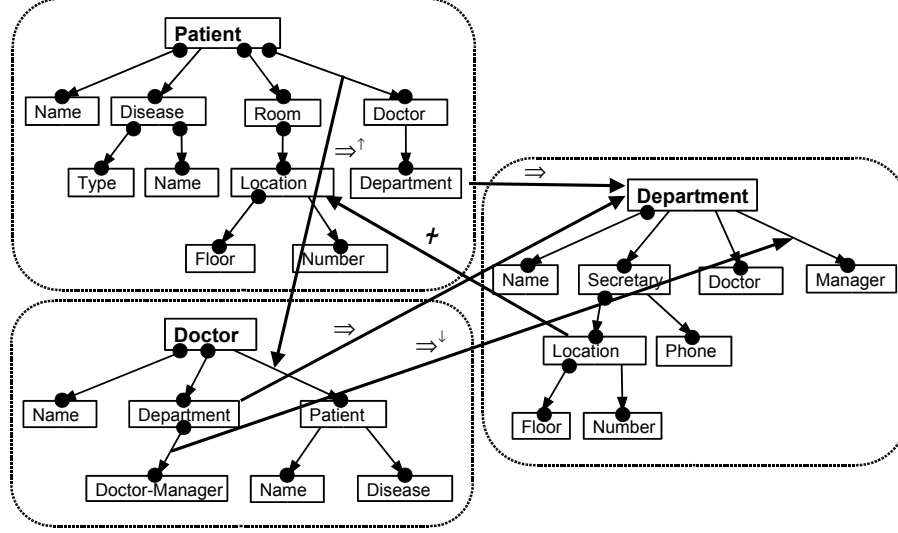 Patient
Name
Disease
Room
Doctor
⇒↑
Type
Name
Location
Department
Floor
Number
⇒
Department
Name
Secretary
Doctor
Manager
Location
Phone
Floor
Number
Doctor
⇒
⇒↓
Name
Department
Patient
Doctor-Manager
Name
Disease